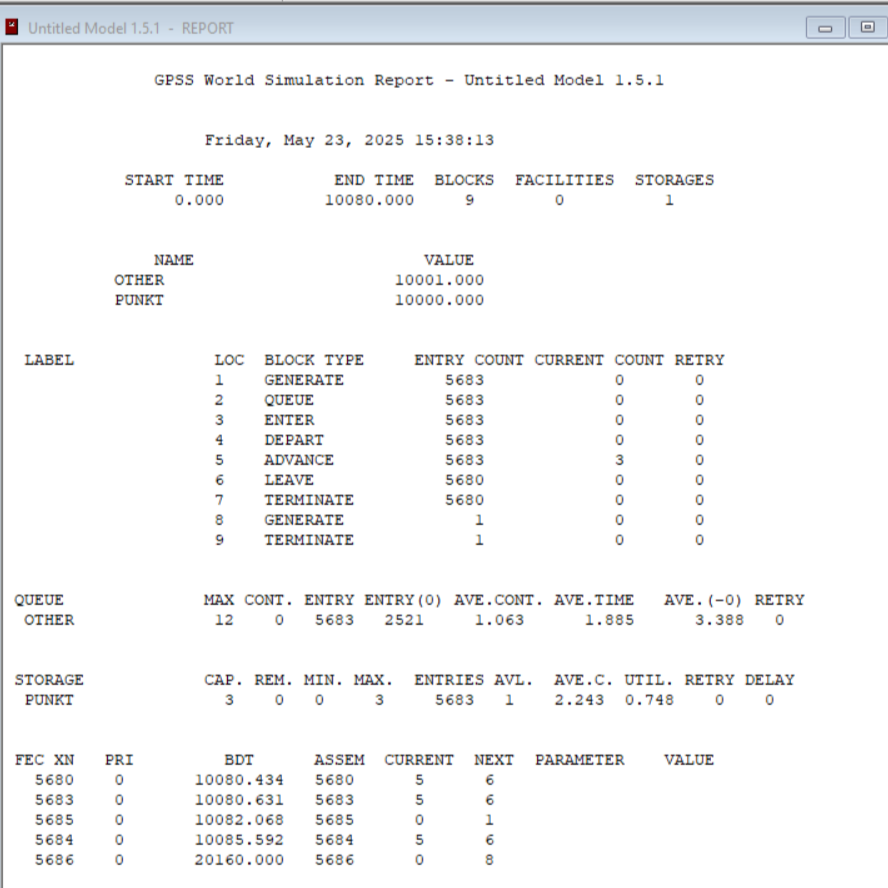 Untitled Model 1.5.1 - REPORT
GPSS World Simulation Report - Untitled Model 1.5.1
Friday, May 23, 2025 15:38:13
START TIME END TIME BLOCKS FACILITIES STORAGES
0.000 10080.000 9 0 1
NAME VALUE
OTHER 10001.000
PUNKT 10000.000
LABEL LOC BLOCK TYPE ENTRY COUNT CURRENT COUNT RETRY
1 GENERATE 5683 0 0
2 QUEUE 5683 0 0
3 ENTER 5683 0 0
4 DEPART 5683 0 0
5 ADVANCE 5683 3 0
6 LEAVE 5680 0 0
7 TERMINATE 5680 0 0
8 GENERATE 1 0 0
9 TERMINATE 1 0 0
QUEUE MAX CONT. ENTRY ENTRY(0) AVE.CONT. AVE.TIME AVE.(-0) RETRY
OTHER 12 0 5683 2521 1.063 1.885 3.388 0
STORAGE CAP. REM. MIN. MAX. ENTRIES AVL. AVE.C. UTIL. RETRY DELAY
PUNKT 3 0 0 3 5683 1 2.243 0.748 0 0
FEC XN PRI BDT ASSEM CURRENT NEXT PARAMETER VALUE
5680 0 10080.434 5680 5 6
5683 0 10080.631 5683 5 6
5685 0 10082.068 5685 0 1
5684 0 10085.592 5684 5 6
5686 0 20160.000 5686 0 8